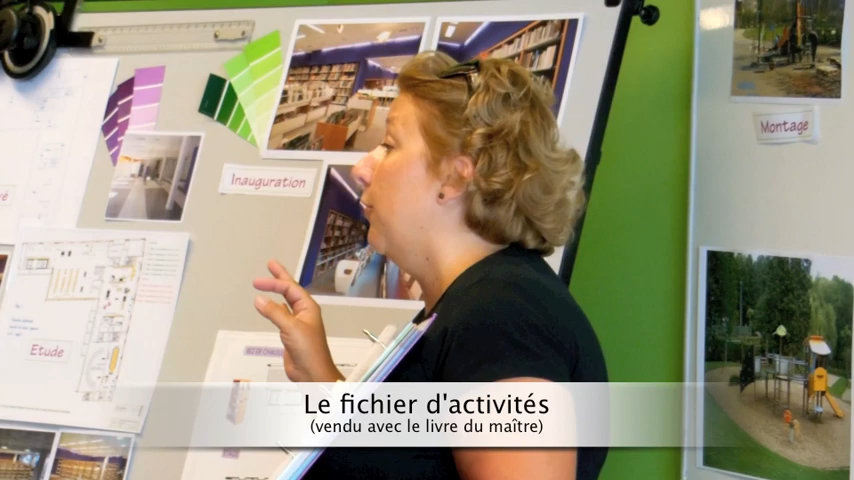 Montage
Inauguration
Etude
Le fichier d'activités
(vendu avec le livre du maître)